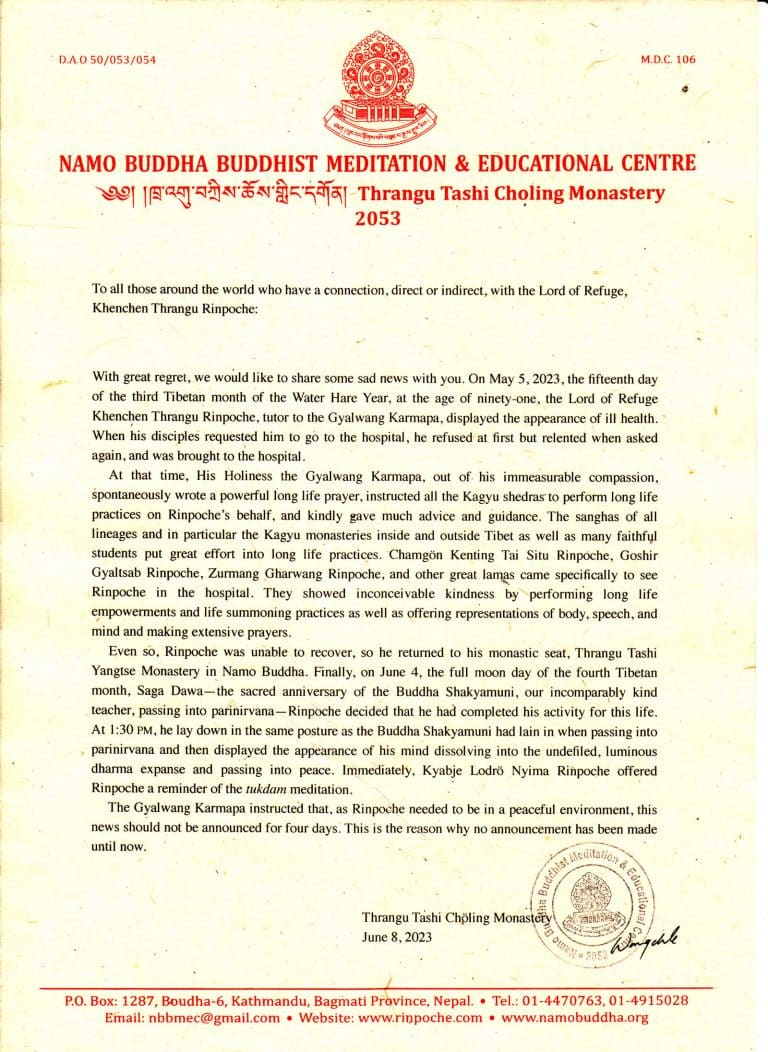 D.A.O 50/053/054
M.D.C. 106
NAMO BUDDHA BUDDHIST MEDITATION & EDUCATIONAL CENTRE
༄༅། །ཁྲ་འགུ་བཀྲིས་ཆོས་གླིང་དགོན། Thrangu Tashi Choling Monastery
2053
To all those around the world who have a connection, direct or indirect, with the Lord of Refuge,
Khenchen Thrangu Rinpoche:
With great regret, we would like to share some sad news with you. On May 5, 2023, the fifteenth day
of the third Tibetan month of the Water Hare Year, at the age of ninety-one, the Lord of Refuge
Khenchen Thrangu Rinpoche, tutor to the Gyalwang Karmapa, displayed the appearance of ill health.
When his disciples requested him to go to the hospital, he refused at first but relented when asked
again, and was brought to the hospital.
At that time, His Holiness the Gyalwang Karmapa, out of his immeasurable compassion,
spontaneously wrote a powerful long life prayer, instructed all the Kagyu shedras to perform long life
practices on Rinpoche's behalf, and kindly gave much advice and guidance. The sanghas of all
lineages and in particular the Kagyu monasteries inside and outside Tibet as well as many faithful
students put great effort into long life practices. Chamgön Kenting Tai Situ Rinpoche, Goshir
Gyaltsab Rinpoche, Zurmang Gharwang Rinpoche, and other great lamas came specifically to see
Rinpoche in the hospital. They showed inconceivable kindness by performing long life
empowerments and life summoning practices as well as offering representations of body, speech, and
mind and making extensive prayers.
Even so, Rinpoche was unable to recover, so he returned to his monastic seat, Thrangu Tashi
Yangtse Monastery in Namo Buddha. Finally, on June 4, the full moon day of the fourth Tibetan
month, Saga Dawa—the sacred anniversary of the Buddha Shakyamuni, our incomparably kind
teacher, passing into parinirvana—Rinpoche decided that he had completed his activity for this life.
At 1:30 PM, he lay down in the same posture as the Buddha Shakyamuni had lain in when passing into
parinirvana and then displayed the appearance of his mind dissolving into the undefiled, luminous
dharma expanse and passing into peace. Immediately, Kyabje Lodrö Nyima Rinpoche offered
Rinpoche a reminder of the tukdam meditation.
The Gyalwang Karmapa instructed that, as Rinpoche needed to be in a peaceful environment, this
news should not be announced for four days. This is the reason why no announcement has been made
until now.
Thrangu Tashi Chöling Monastery
June 8, 2023
Namo Buddha Buddhist Meditation & Educational Centre
2053
P.O. Box: 1287, Boudha-6, Kathmandu, Bagmati Province, Nepal. • Tel.: 01-4470763, 01-4915028
Email: nbbmec@gmail.com • Website: www.rinpoche.com • www.namobuddha.org